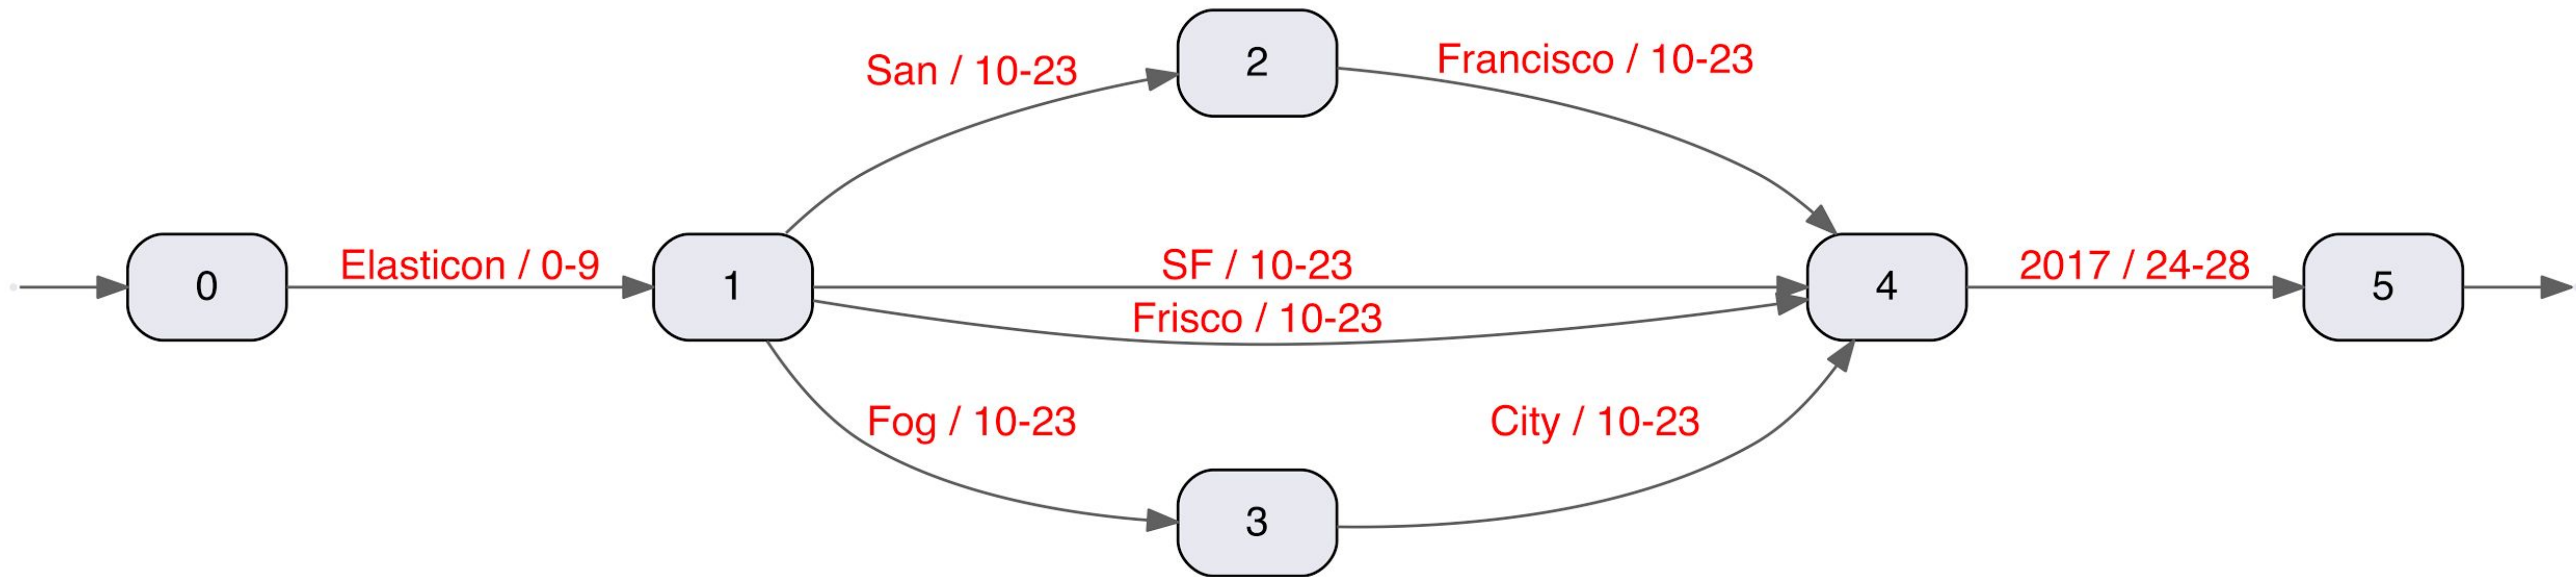 San / 10-23
2
Francisco / 10-23
0
Elasticon / 0-9
1
SF / 10-23
Frisco / 10-23
4
2017 / 24-28
5
Fog / 10-23
City / 10-23
3